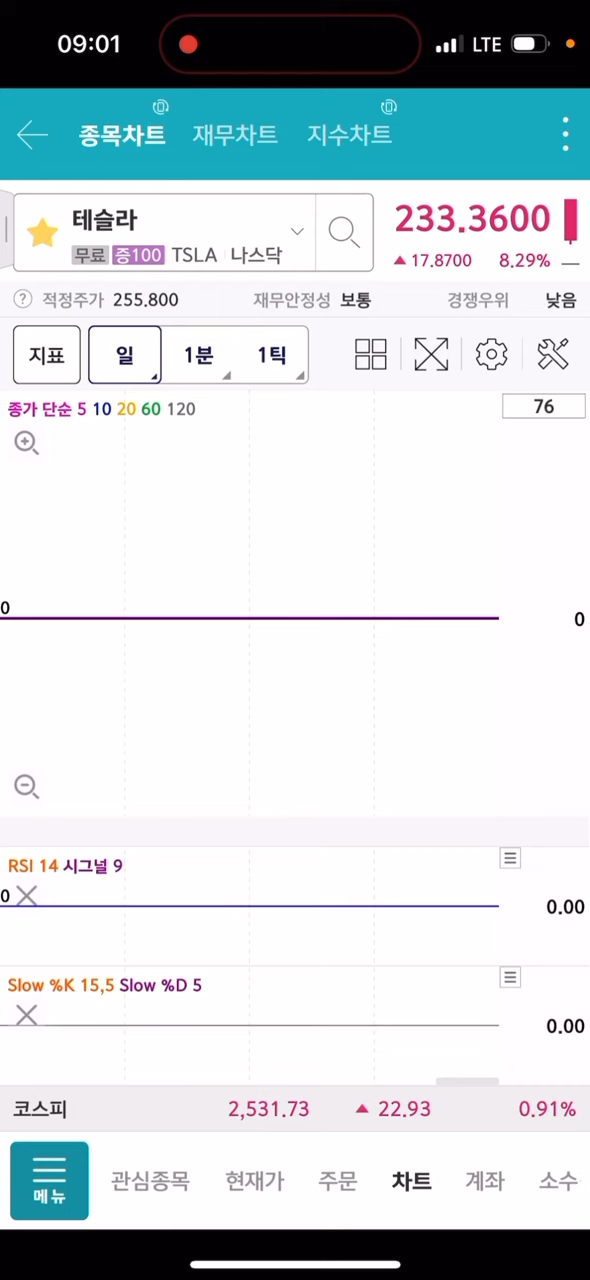 09:01 LTE
종목차트 재무차트 지수차트
테슬라
무료 증100 TSLA 나스닥
233.3600
▲ 17.8700 8.29%
? 적정주가 255.800 재무안정성 보통 경쟁우위 낮음
지표 일 1분 1틱
종가 단순 5 10 20 60 120
76
0
0
RSI 14 시그널 9
0
0.00
Slow %K 15,5 Slow %D 5
0.00
코스피 2,531.73 ▲ 22.93 0.91%
메뉴 관심종목 현재가 주문 차트 계좌 소수